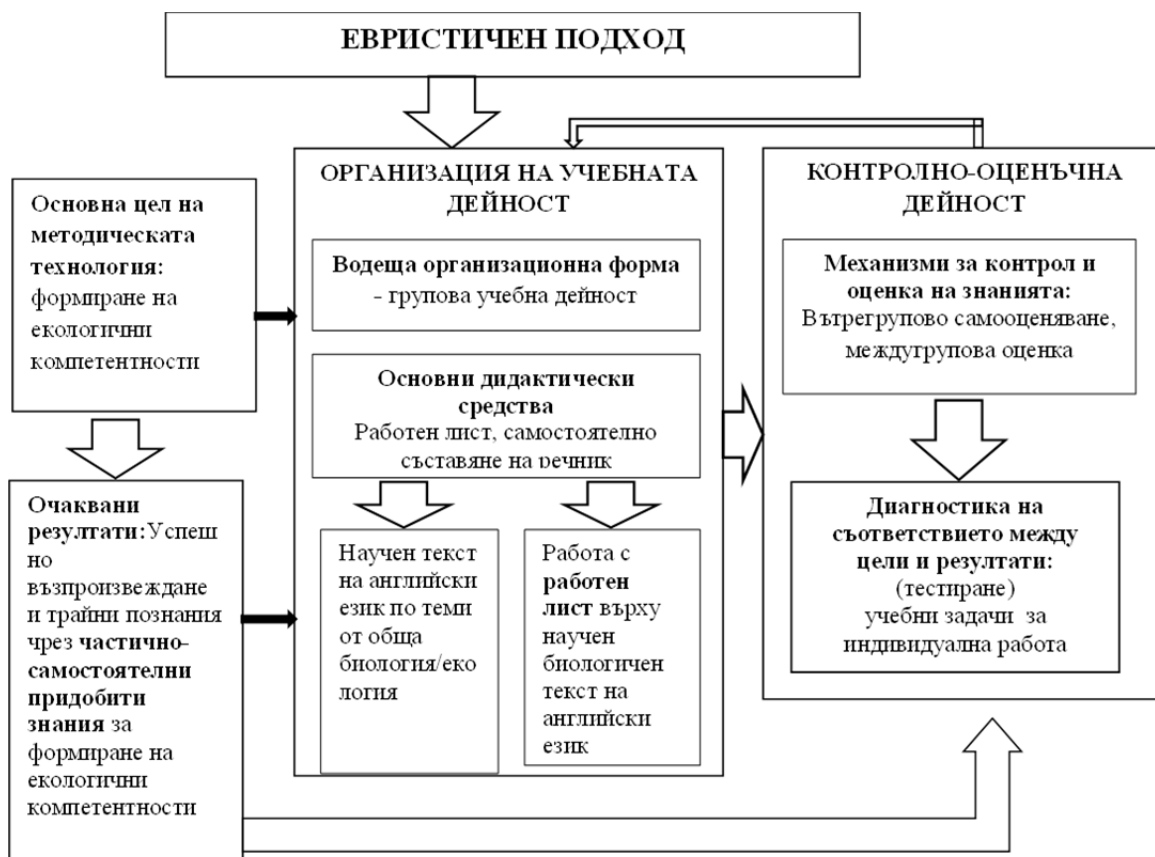 ЕВРИСТИЧЕН ПОДХОД
Основна цел на
методическата
технология:
формиране на
екологични
компетентности
Очаквани
резултати:Успеш
но
възпроизвеждане
и трайни познания
чрез частично-
самостоятелни
придобити
знания за
формиране на
екологични
компетентности
ОРГАНИЗАЦИЯ НА УЧЕБНАТА
ДЕЙНОСТ
Водеща организационна форма
- групова учебна дейност
Основни дидактически
средства
Работен лист, самостоятелно
съставяне на речник
Научен текст
на английски
език по теми
от обща
биология/еко
логия
Работа с
работен
лист върху
научен
биологичен
текст на
английски
език
КОНТРОЛНО-ОЦЕНЪЧНА
ДЕЙНОСТ
Механизми за контрол и
оценка на знанията:
Вътрегрупово самооценяване,
междугрупова оценка
Диагностика на
съответствието между
цели и резултати:
(тестиране)
учебни задачи за
индивидуална работа